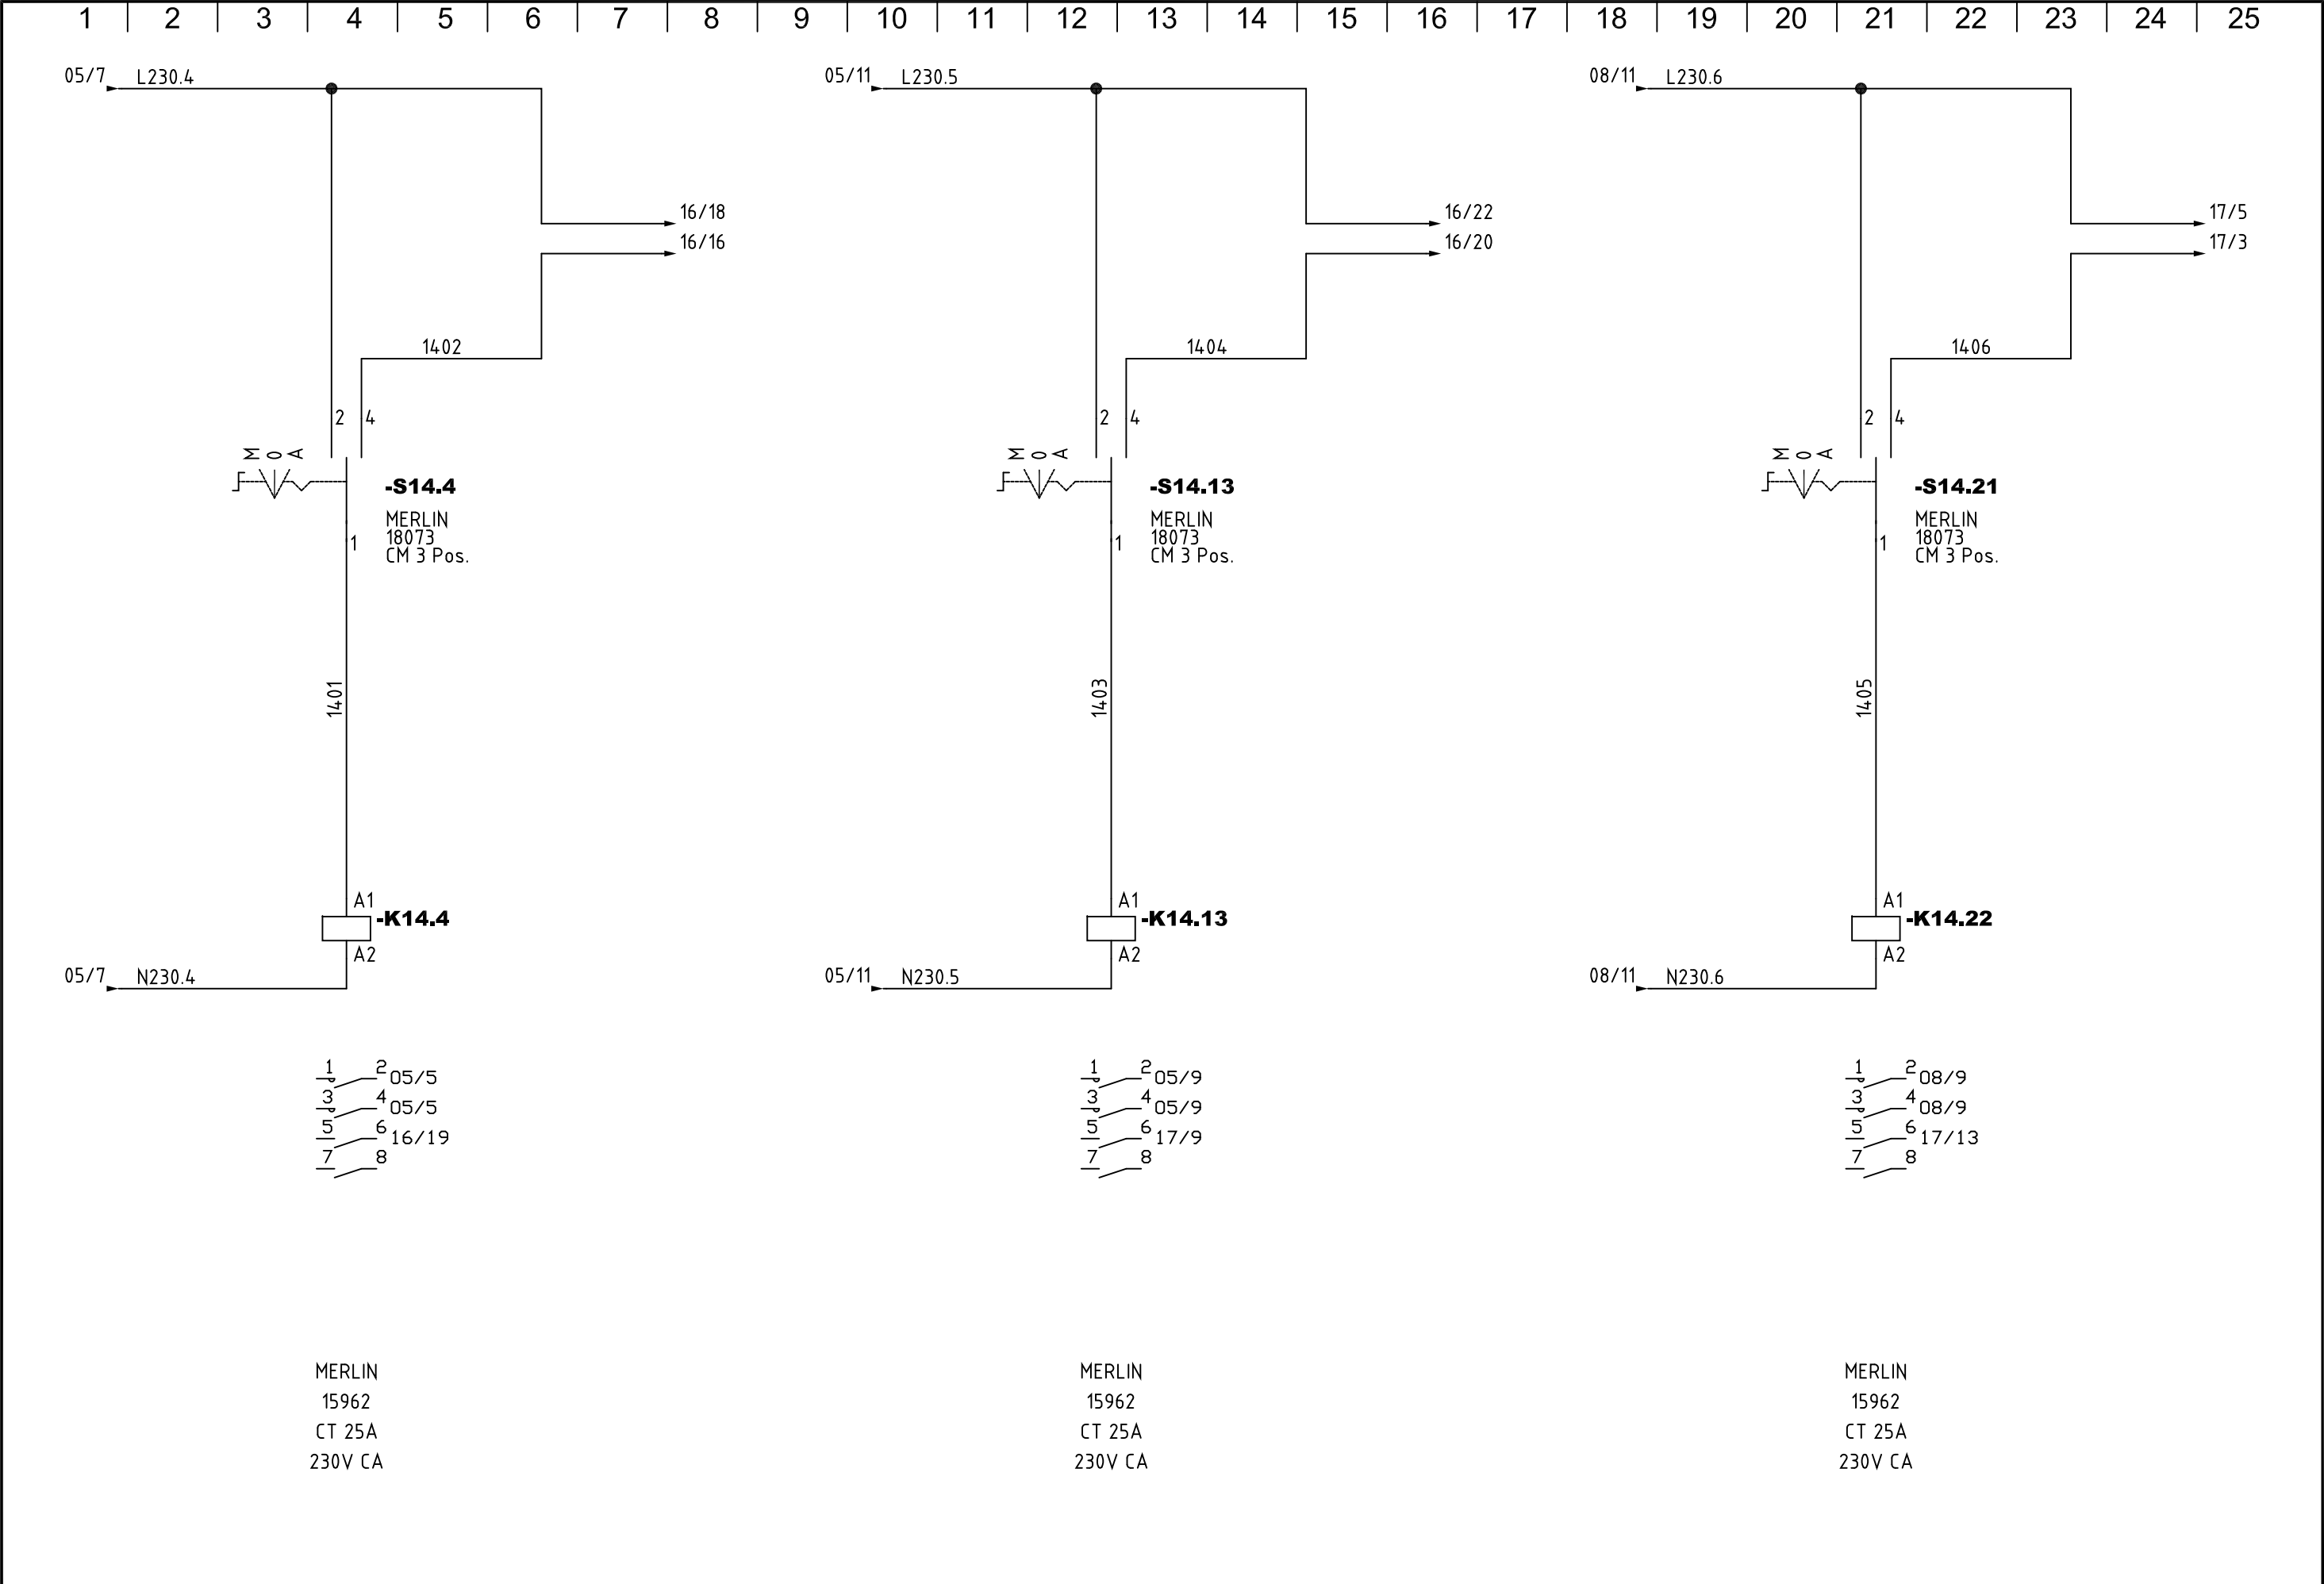 1 2 3 4 5 6 7 8 9 10 11 12 13 14 15 16 17 18 19 20 21 22 23 24 25
05/7 L230.4 05/11 L230.5 08/11 L230.6
16/18 16/22 17/5
16/16 16/20 17/3
1402 1404 1406
2 4 2 4 2 4
M 0 A M 0 A M 0 A
-S14.4 -S14.13 -S14.21
MERLIN MERLIN MERLIN
18073 18073 18073
1 1 1
CM 3 Pos. CM 3 Pos. CM 3 Pos.
1401 1403 1405
A1 A1 A1
-K14.4 -K14.13 -K14.22
A2 A2 A2
05/7 N230.4 05/11 N230.5 08/11 N230.6
1 2 05/5 1 2 05/9 1 2 08/9
3 4 05/5 3 4 05/9 3 4 08/9
5 6 16/19 5 6 17/9 5 6 17/13
7 8 7 8 7 8
MERLIN MERLIN MERLIN
15962 15962 15962
CT 25A CT 25A CT 25A
230V CA 230V CA 230V CA